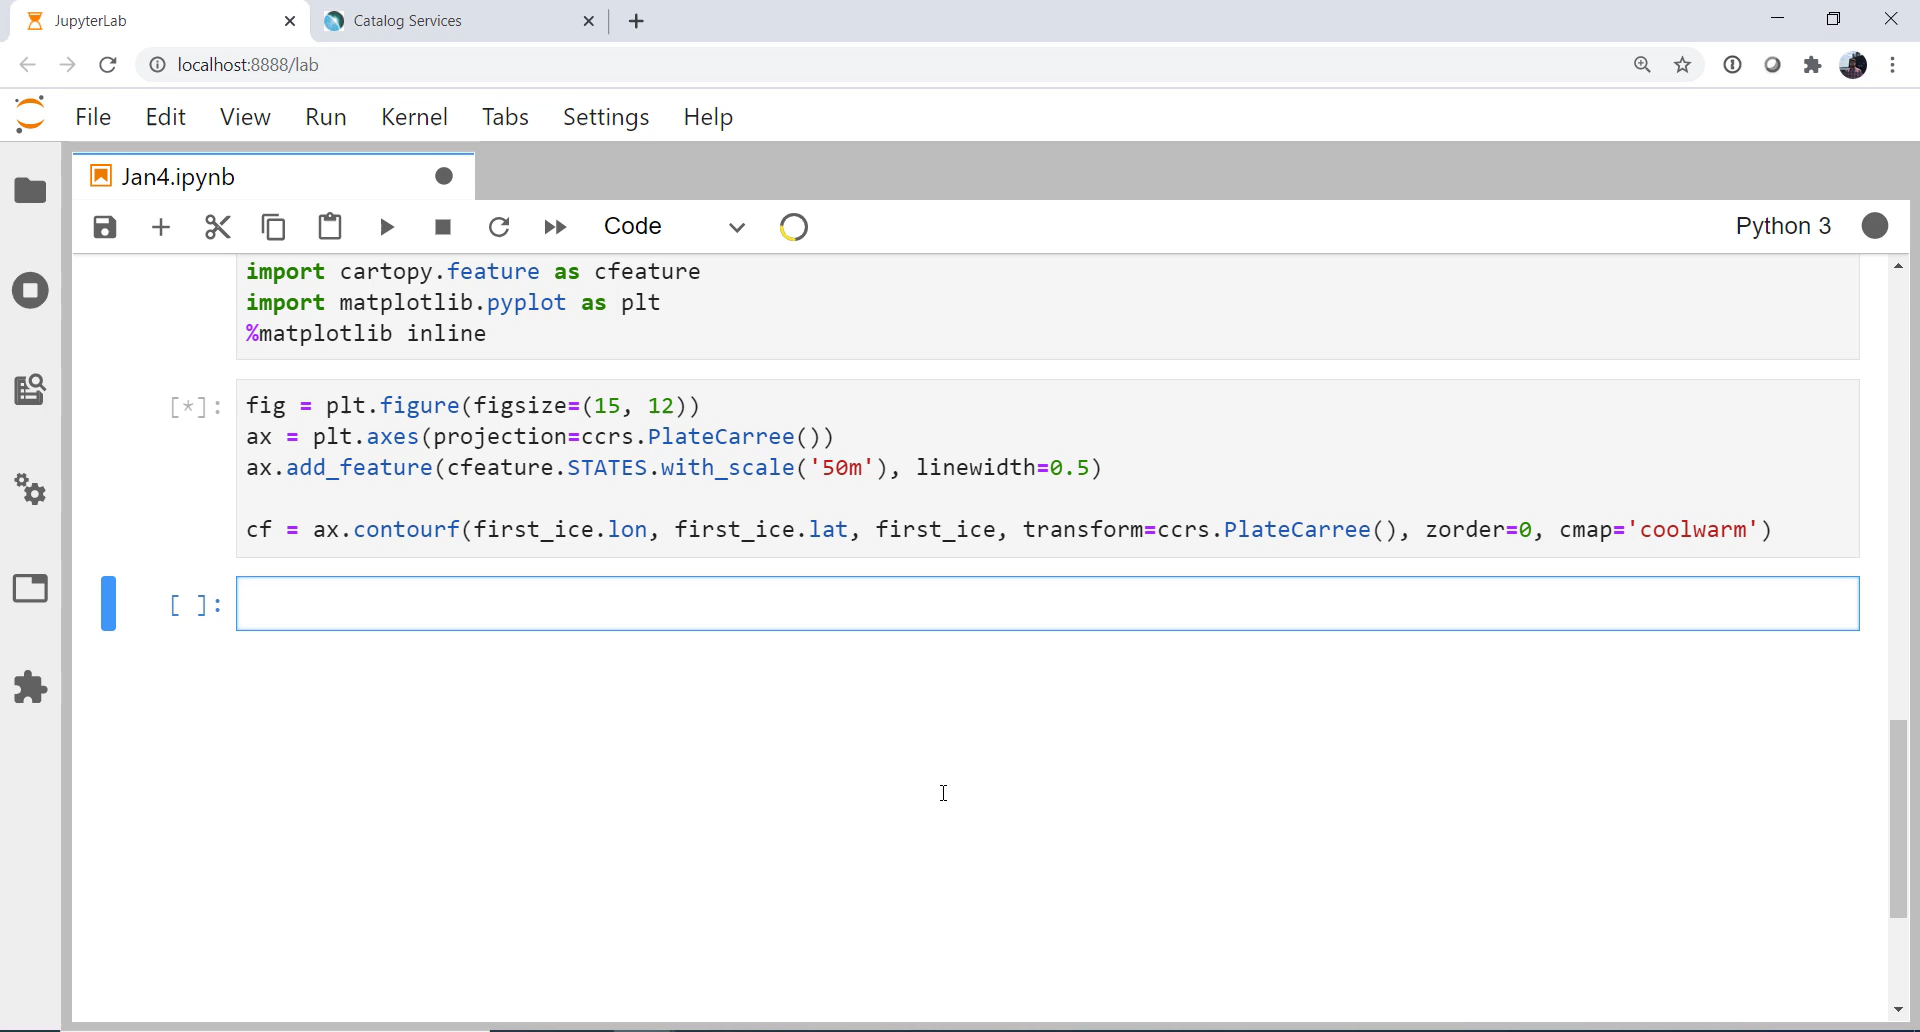 JupyterLab
Catalog Services
localhost:8888/lab
File Edit View Run Kernel Tabs Settings Help
Jan4.ipynb
Code
Python 3
import cartopy.feature as cfeature
import matplotlib.pyplot as plt
%matplotlib inline
[*]:
fig = plt.figure(figsize=(15, 12))
ax = plt.axes(projection=ccrs.PlateCarree())
ax.add_feature(cfeature.STATES.with_scale('50m'), linewidth=0.5)
cf = ax.contourf(first_ice.lon, first_ice.lat, first_ice, transform=ccrs.PlateCarree(), zorder=0, cmap='coolwarm')
[ ]: